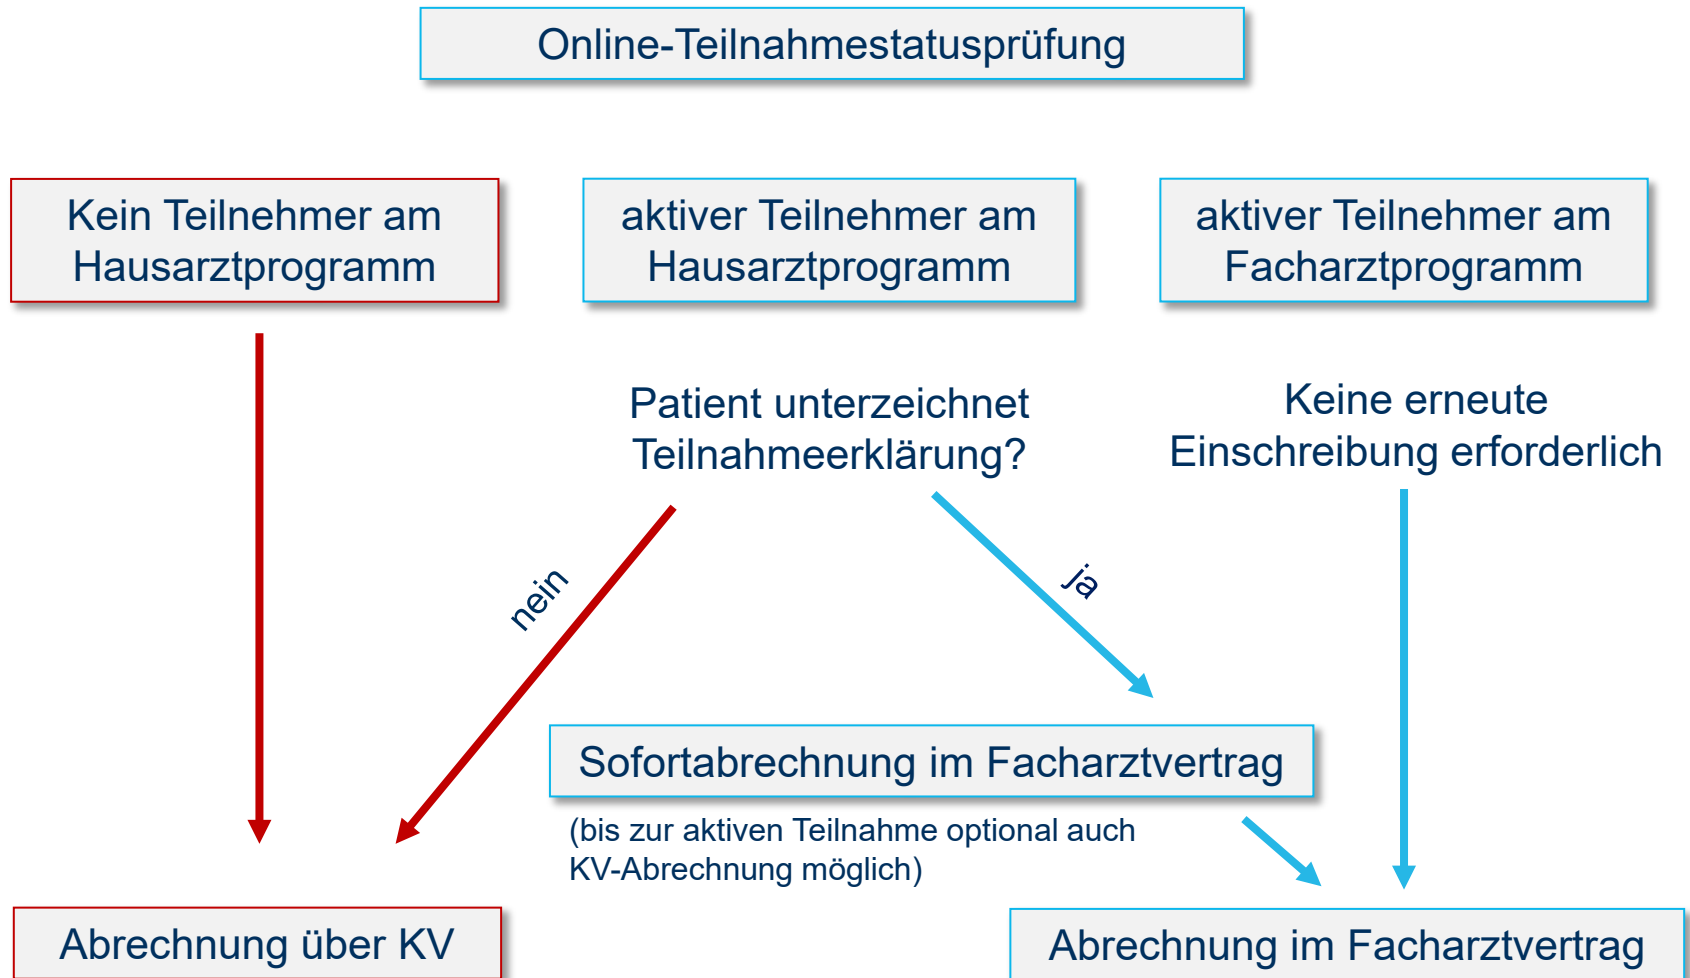 Online-Teilnahmestatusprüfung
Kein Teilnehmer am
Hausarztprogramm
aktiver Teilnehmer am
Hausarztprogramm
aktiver Teilnehmer am
Facharztprogramm
Patient unterzeichnet
Teilnahmeerklärung?
Keine erneute
Einschreibung erforderlich
nein
ja
Sofortabrechnung im Facharztvertrag
(bis zur aktiven Teilnahme optional auch
KV-Abrechnung möglich)
Abrechnung über KV
Abrechnung im Facharztvertrag